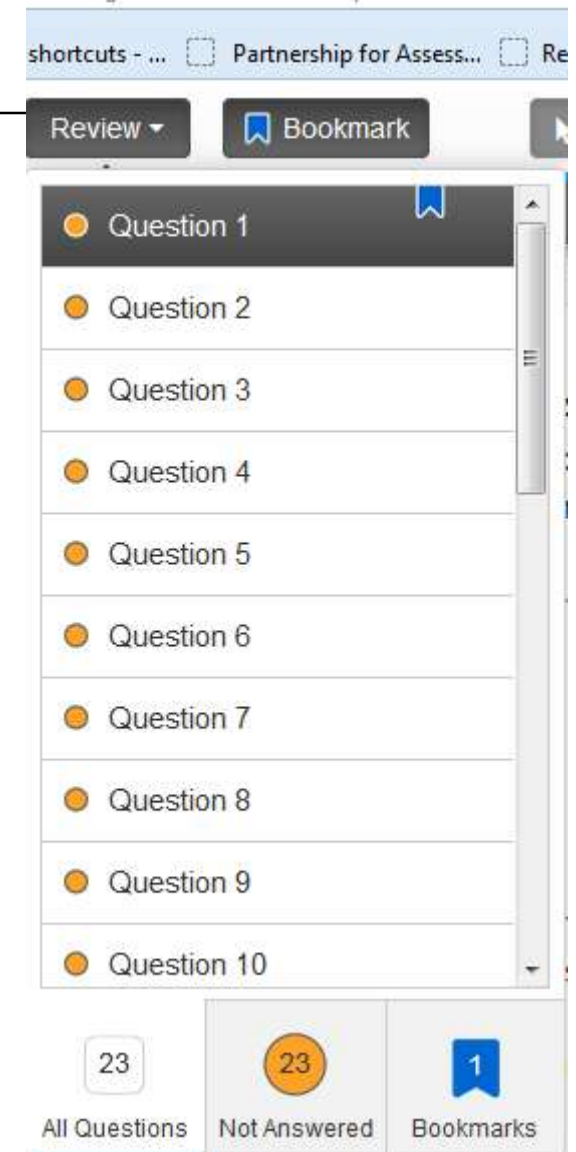 shortcuts - ... Partnership for Assess... Re
Review Bookmark
Question 1
Question 2
Question 3
Question 4
Question 5
Question 6
Question 7
Question 8
Question 9
Question 10
23 23 1
All Questions Not Answered Bookmarks